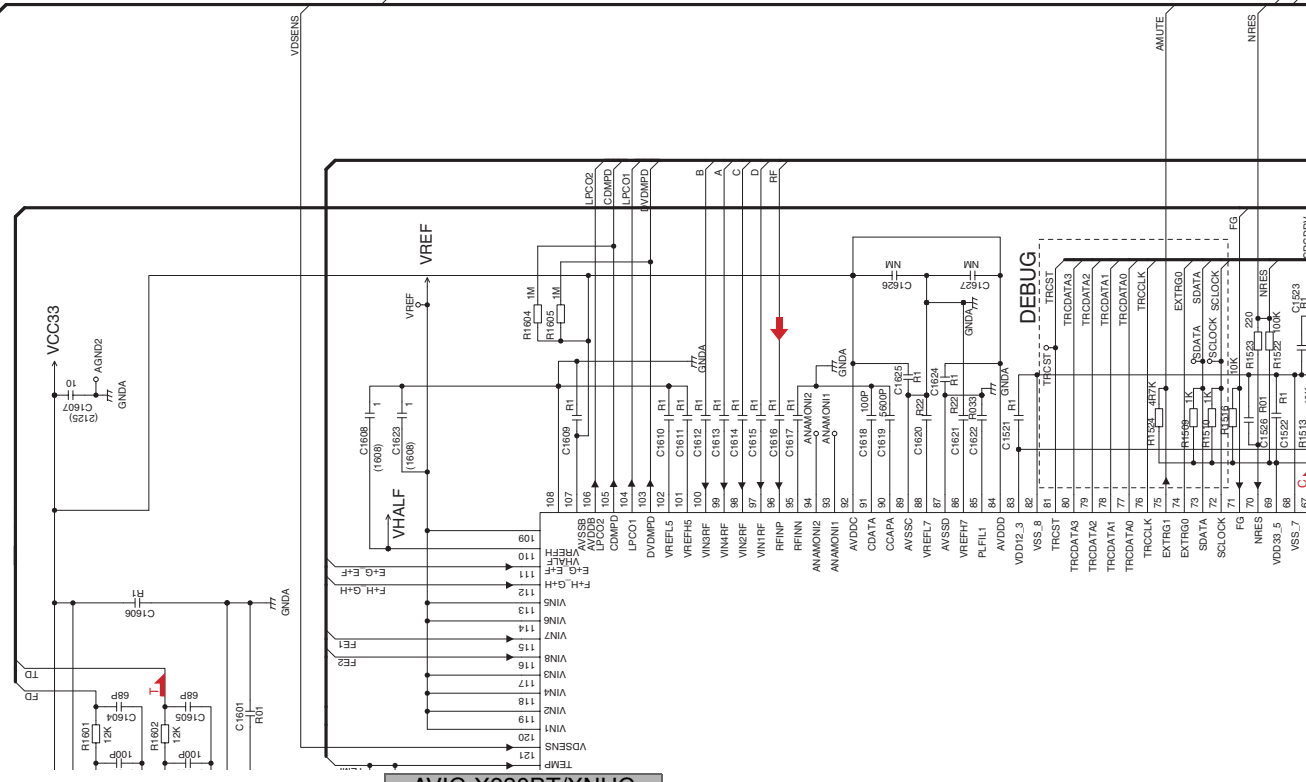 VDSENS
AMUTE
NRES
LPCO2
CDMPD
LPCO1
DVDMPD
B
A
C
D
RF
FG
VREF
VREF
VCC33
10
C1607
(2125)
AGND2
GNDA
R1604
1M
R1605
1M
GNDA
NM
C1626
NM
C1627
GNDA
DEBUG
TRCST
TRCDATA3
TRCDATA2
TRCDATA1
TRCDATA0
TRCCLK
EXTRG0
SDATA
SCLOCK
NRES
TRCST
SDATA
SCLOCK
220
R1523
100K
R1522
C1523
R1
C1608
1
(1608)
C1623
1
(1608)
VHALF
R1
C1609
R1
C1610
R1
C1611
R1
C1612
R1
C1613
R1
C1614
R1
C1615
R1
C1616
R1
C1617
ANAMONI2
ANAMONI1
GNDA
100P
C1618
5600P
C1619
C1625
R1
R22
C1620
C1624
R1
R22
C1621
R033
C1622
GNDA
R1
C1521
4R7K
R1524
1K
R1509
1K
R1510
10K
R1516
R01
C1526
R1
C1522
R1513
C
108
107
106
105
104
103
102
101
100
99
98
97
96
95
94
93
92
91
90
89
88
87
86
85
84
83
82
81
80
79
78
77
76
75
74
73
72
71
70
69
68
67
AVSSB
AVDDB
LPCO2
CDMPD
LPCO1
DVDMPD
VREFL5
VREFH5
VIN3RF
VIN4RF
VIN2RF
VIN1RF
RFINP
RFINN
ANAMONI2
ANAMONI1
AVDDC
CDATA
CCAPA
AVSSC
VREFL7
AVSSD
VREFH7
PLFIL1
AVDDD
VDD12_3
VSS_8
TRCST
TRCDATA3
TRCDATA2
TRCDATA1
TRCDATA0
TRCCLK
EXTRG1
EXTRG0
SDATA
SCLOCK
FG
NRES
VDD33_5
VSS_7
109
VREFH
110
VHALF
E+G_E+F
E+G_E+F
111
F+H_G+H
F+H_G+H
112
VIN5
113
VIN6
114
VIN7
FE1
115
VIN8
FE2
116
VIN3
117
VIN4
118
VIN2
119
VIN1
120
VDSENS
121
TEMP
R1
C1606
GNDA
TD
FD
T
68P
C1604
R1601
12K
100P
68P
C1605
R1602
12K
100P
C1601
R01